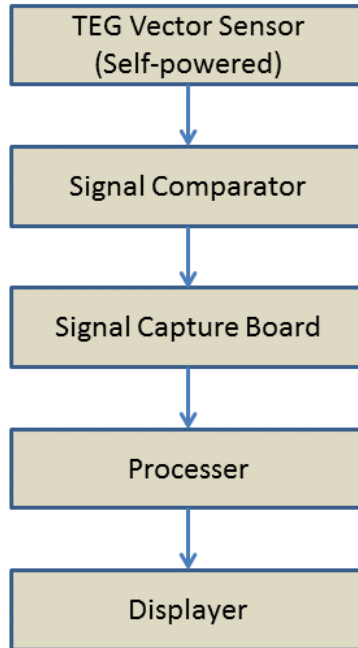 TEG Vector Sensor
(Self-powered)
Signal Comparator
Signal Capture Board
Processer
Displayer